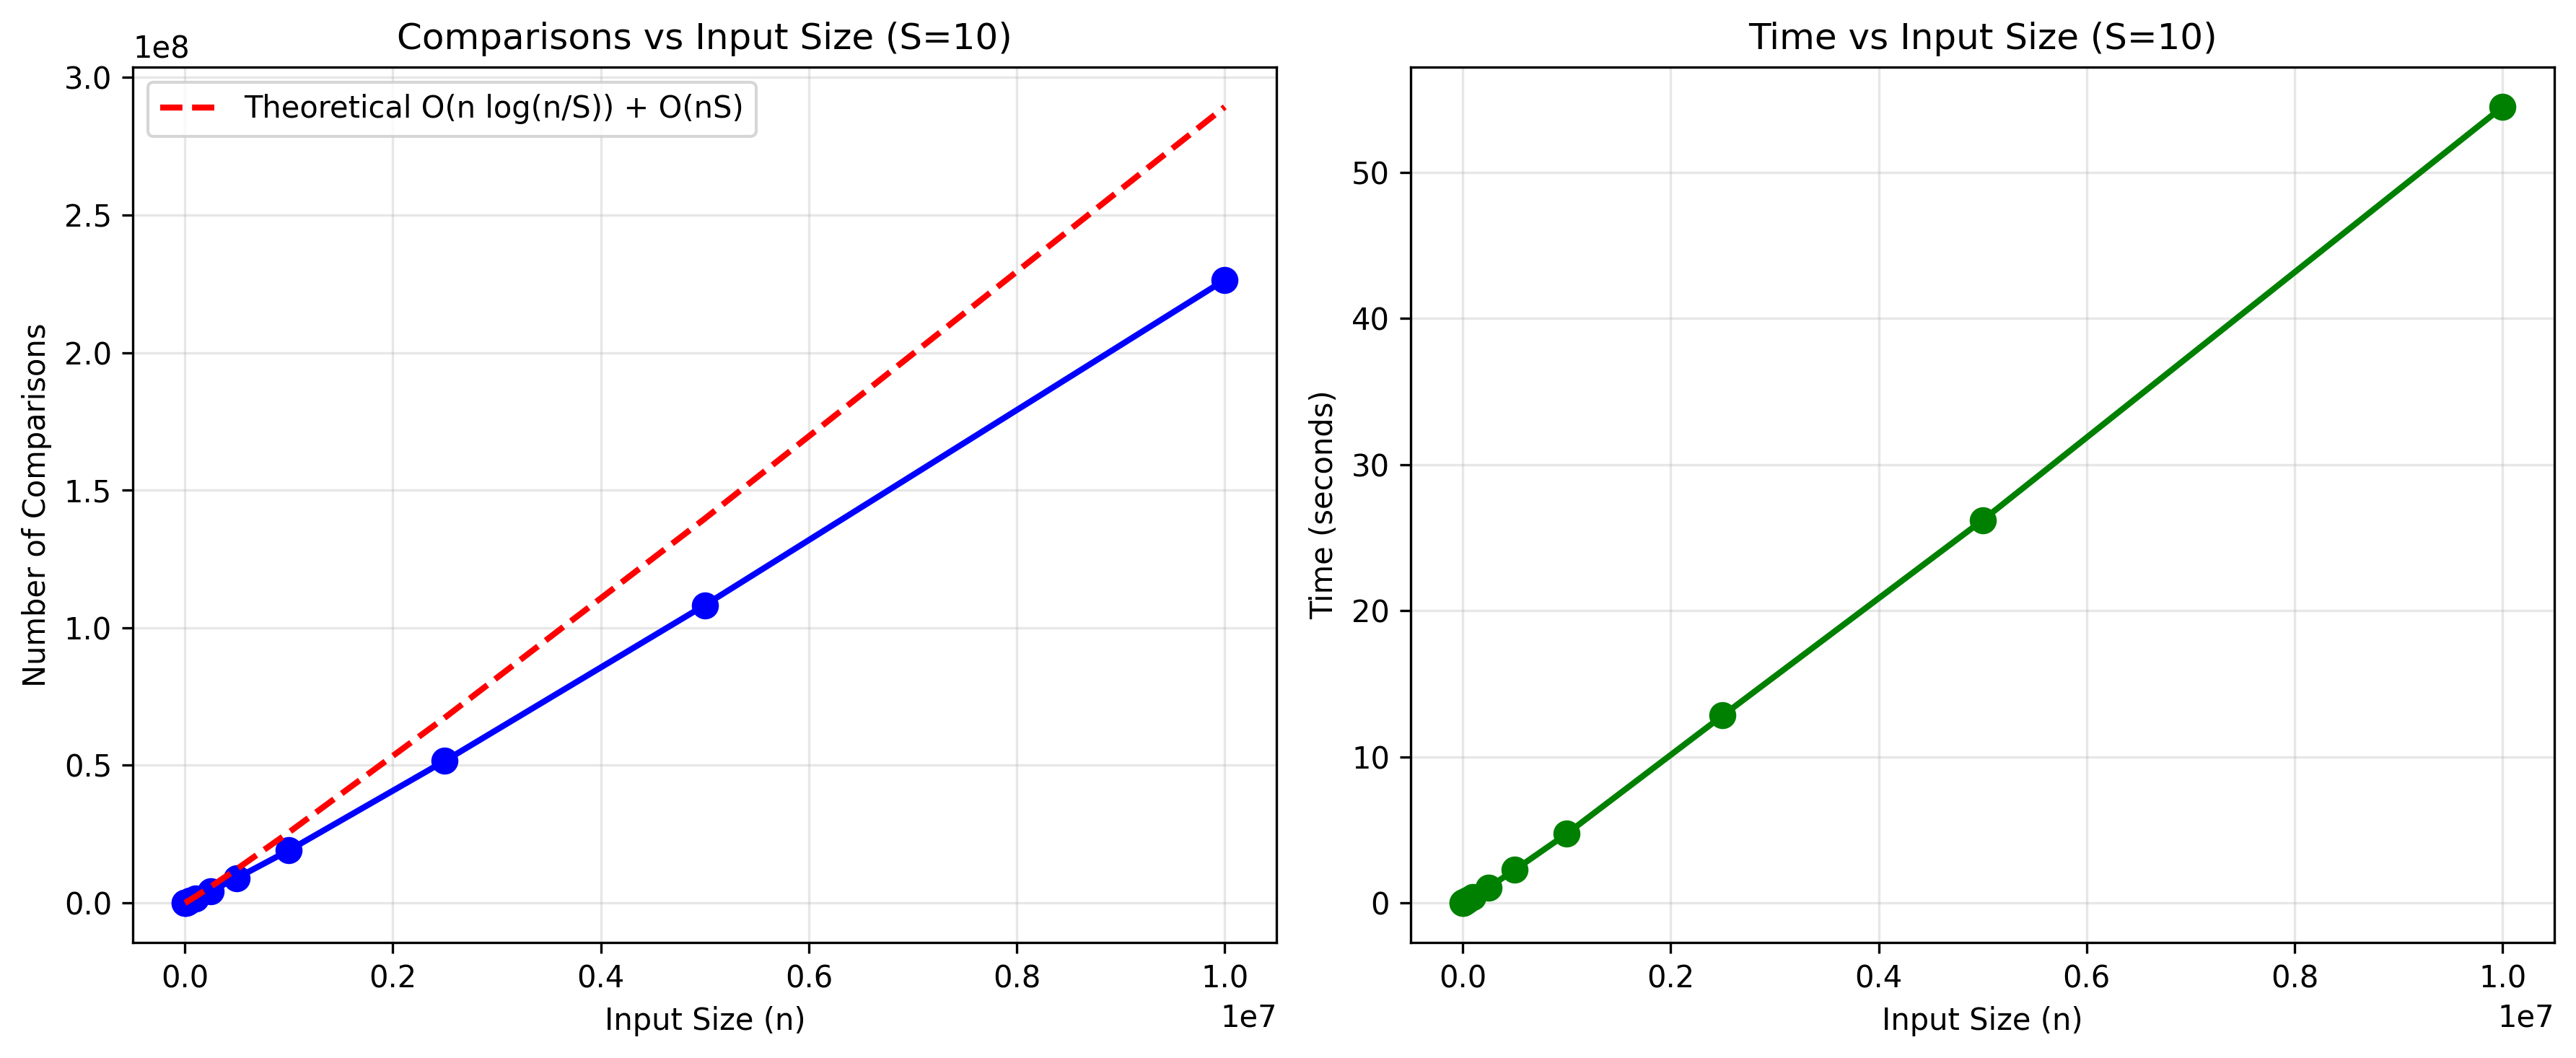 Comparisons vs Input Size (S=10)
1e8
3.0
2.5
2.0
1.5
1.0
0.5
0.0
Number of Comparisons
Theoretical O(n log(n/S)) + O(nS)
0.0 0.2 0.4 0.6 0.8 1.0
1e7
Input Size (n)
Time vs Input Size (S=10)
50
40
30
20
10
0
Time (seconds)
0.0 0.2 0.4 0.6 0.8 1.0
1e7
Input Size (n)